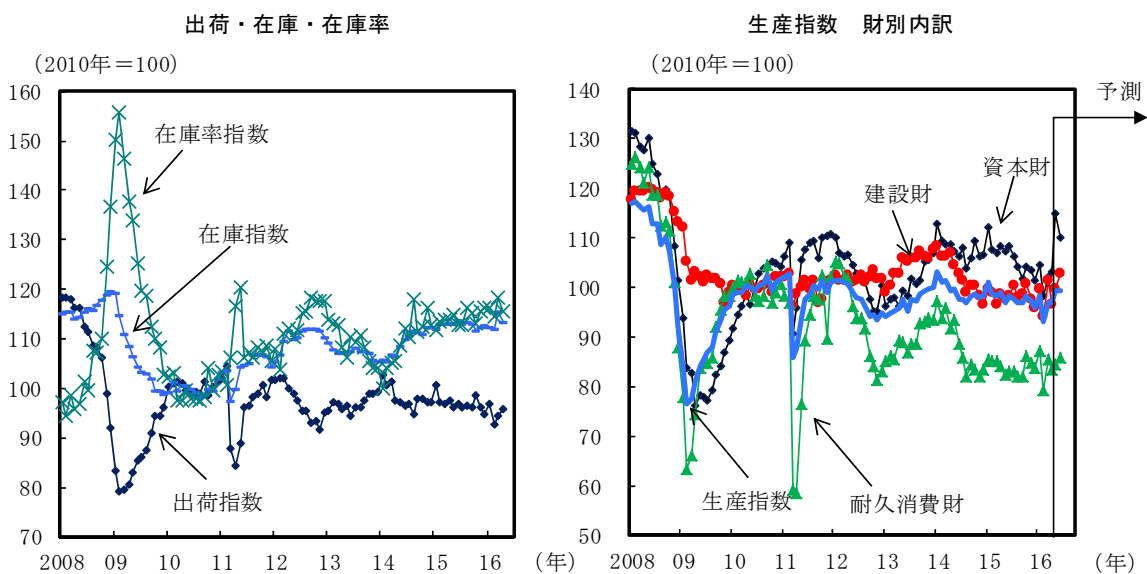 出荷・在庫・在庫率
(2010年＝100)
160
150
140
130
120
110
100
90
80
70
在庫率指数
在庫指数
出荷指数
2008 09 10 11 12 13 14 15 16 (年)
生産指数　財別内訳
(2010年＝100)
140
130
120
110
100
90
80
70
60
50
予測
資本財
建設財
生産指数
耐久消費財
2008 09 10 11 12 13 14 15 16 (年)